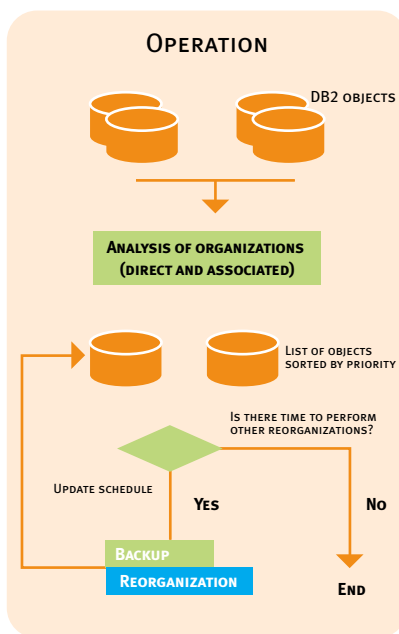 Operation
DB2 objects
Analysis of organizations
(direct and associated)
List of objects
sorted by priority
Is there time to perform
other reorganizations?
Update schedule
Yes
No
Backup
Reorganization
End